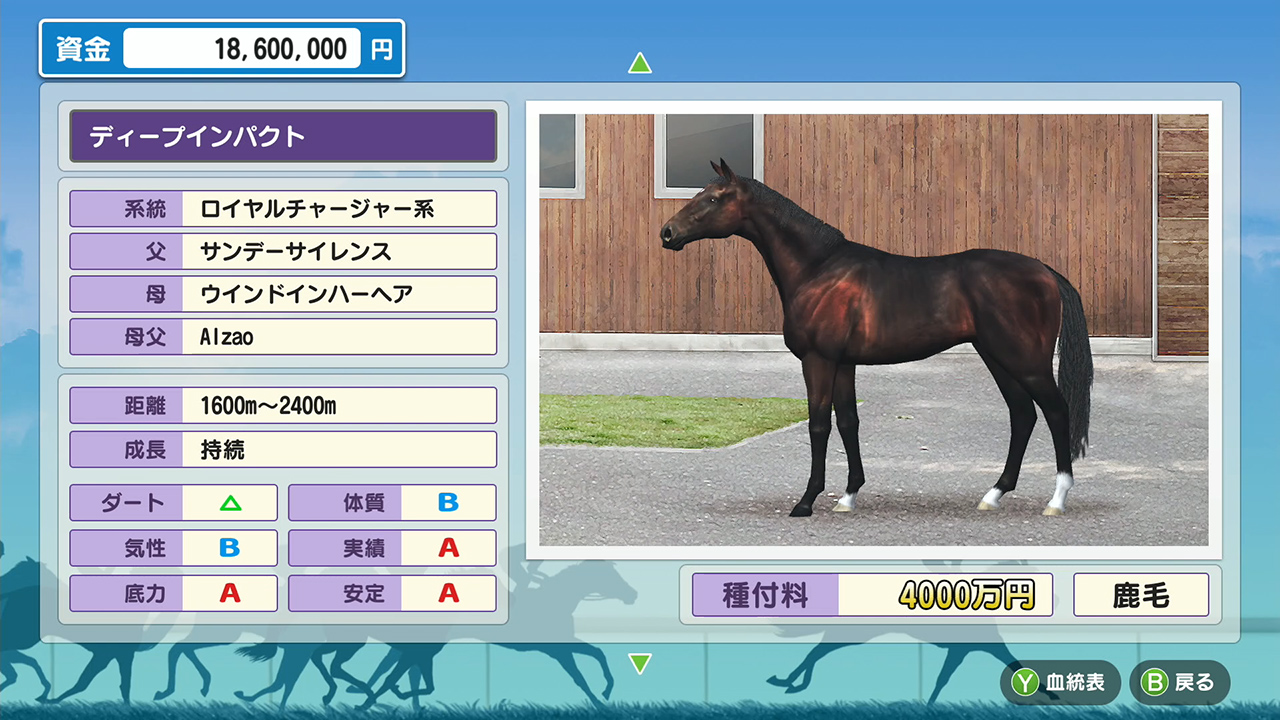 資金 18,600,000 円
ディープインパクト
系統 ロイヤルチャージャー系
父 サンデーサイレンス
母 ウインドインハーヘア
母父 Alzao
距離 1600m～2400m
成長 持続
ダート △ 体質 B
気性 B 実績 A
底力 A 安定 A
種付料 4000万円 鹿毛
Y 血統表 B 戻る